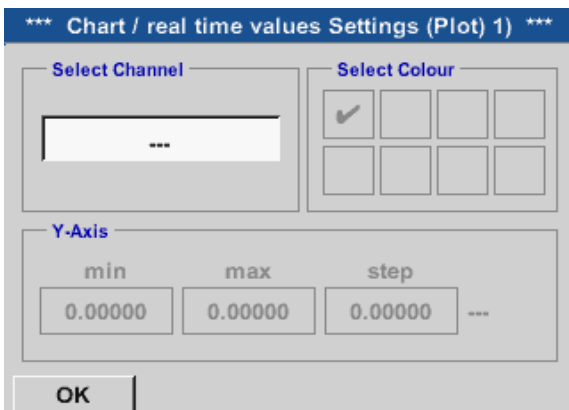 *** Chart / real time values Settings (Plot) 1) ***
Select Channel
Select Colour
---
Y-Axis
min max step
0.00000 0.00000 0.00000 ---
OK